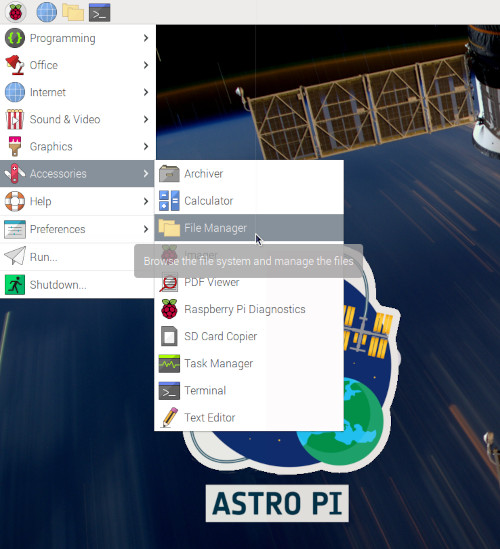 Programming
Office
Internet
Sound & Video
Graphics
Accessories
Help
Preferences
Run...
Shutdown...
Archiver
Calculator
File Manager
Browse the file system and manage the files
PDF Viewer
Raspberry Pi Diagnostics
SD Card Copier
Task Manager
Terminal
Text Editor
ASTRO PI